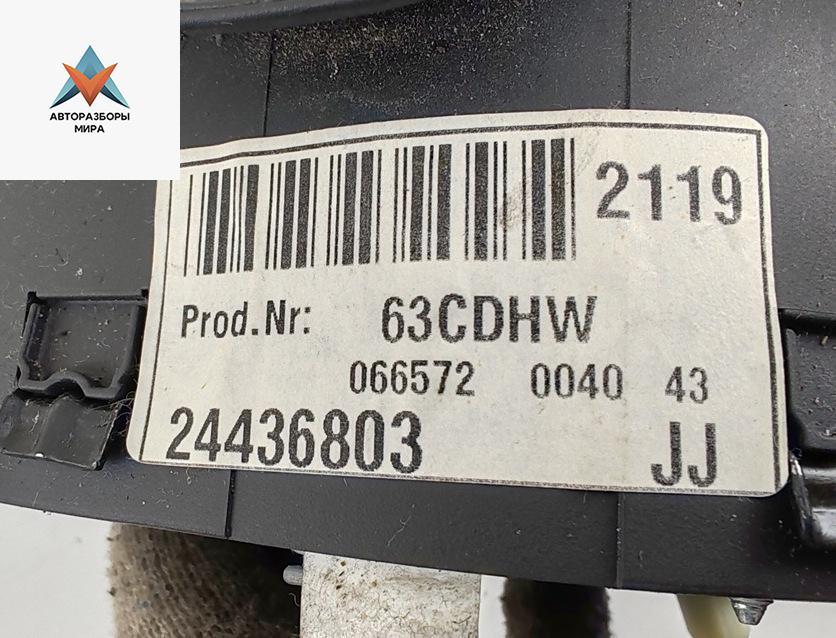 АВТОРАЗБОРЫ
МИРА
2119
Prod.Nr: 63CDHW
066572 0040 43
24436803 JJ